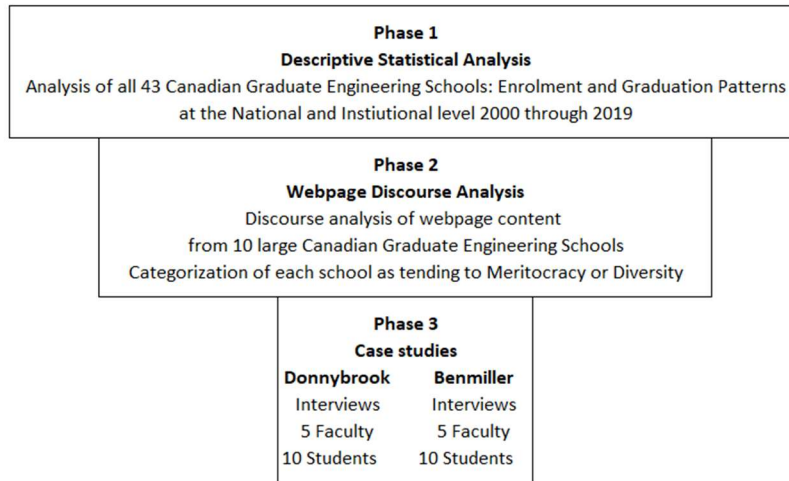 Phase 1
Descriptive Statistical Analysis
Analysis of all 43 Canadian Graduate Engineering Schools: Enrolment and Graduation Patterns
at the National and Instiutional level 2000 through 2019
Phase 2
Webpage Discourse Analysis
Discourse analysis of webpage content
from 10 large Canadian Graduate Engineering Schools
Categorization of each school as tending to Meritocracy or Diversity
Phase 3
Case studies
Donnybrook Benmiller
Interviews Interviews
5 Faculty 5 Faculty
10 Students 10 Students